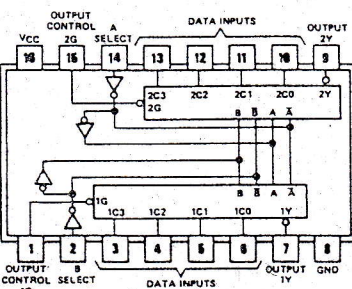 OUTPUT CONTROL 2G
A SELECT
DATA INPUTS
OUTPUT 2Y
VCC
16 15 14 13 12 11 10 9
2C3 2C2 2C1 2C0 2Y
2G
B B A A
B B A A
1G
1C3 1C2 1C1 1C0 1Y
1 2 3 4 5 6 7 8
OUTPUT CONTROL
B SELECT
DATA INPUTS
OUTPUT 1Y
GND